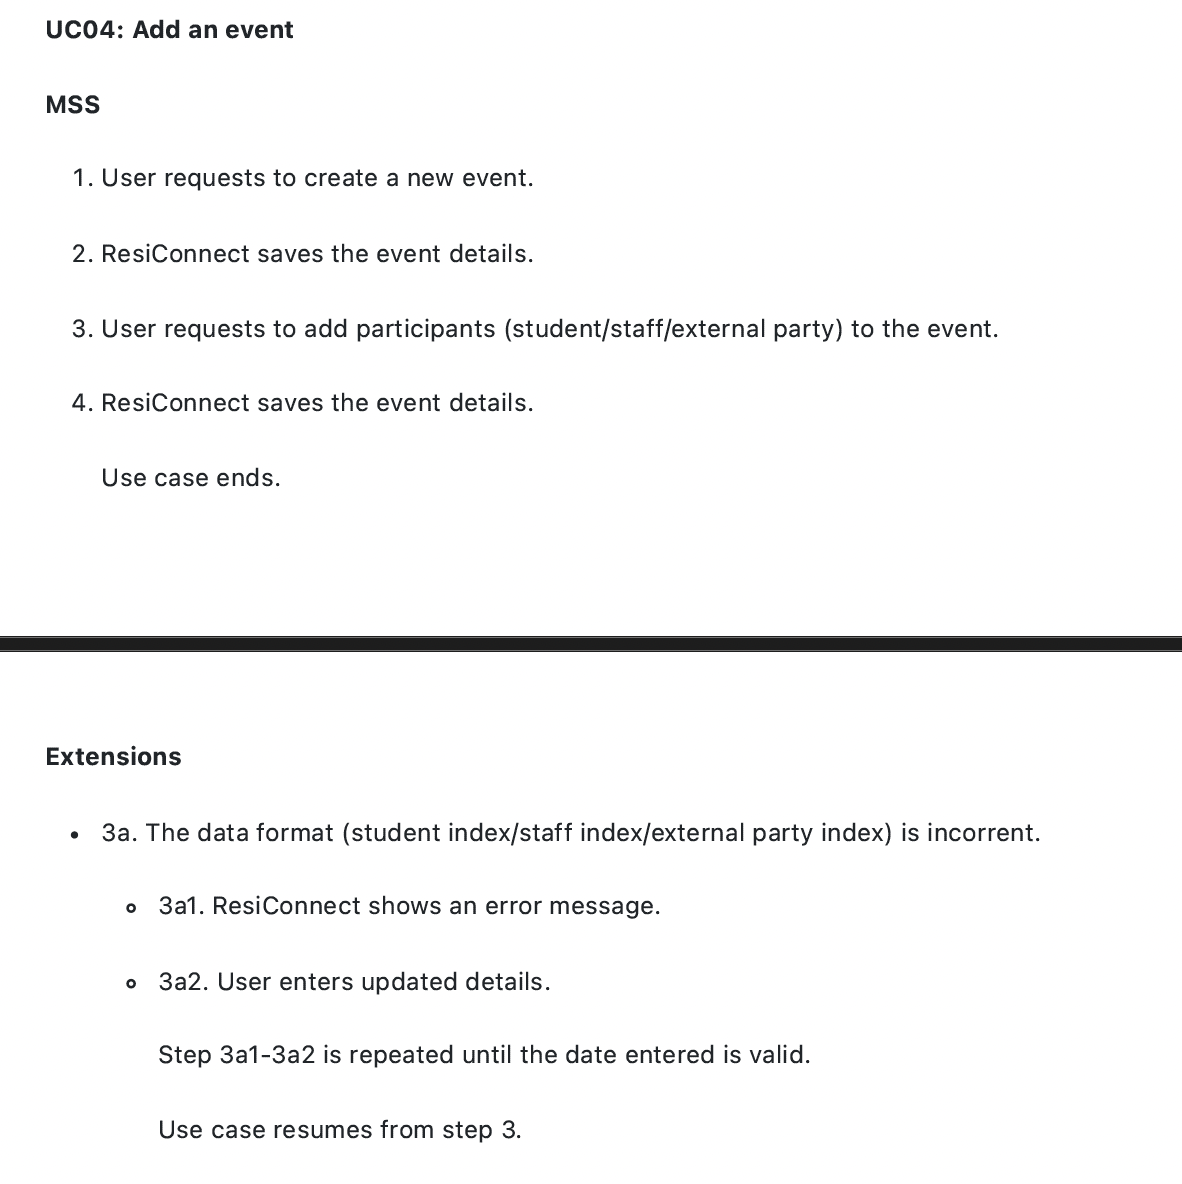 UC04: Add an event
MSS
1. User requests to create a new event.
2. ResiConnect saves the event details.
3. User requests to add participants (student/staff/external party) to the event.
4. ResiConnect saves the event details.
Use case ends.
Extensions
• 3a. The data format (student index/staff index/external party index) is incorrent.
◦ 3a1. ResiConnect shows an error message.
◦ 3a2. User enters updated details.
Step 3a1-3a2 is repeated until the date entered is valid.
Use case resumes from step 3.